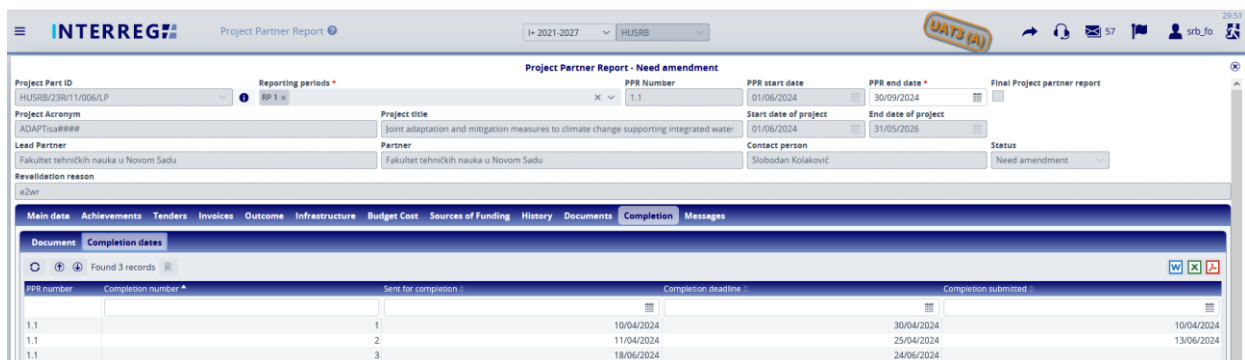 29:51
INTERREG
Project Partner Report
I+ 2021-2027
HUSRB
UAT3 (A)
57
srb_fo
Project Partner Report - Need amendment
Project Part ID Reporting periods * PPR Number PPR start date PPR end date * Final Project partner report
HUSRB/23R/11/006/LP RP 1 × 1.1 01/06/2024 30/09/2024
Project Acronym Project title Start date of project End date of project
ADAPTisa#### Joint adaptation and mitigation measures to climate change supporting integrated water 01/06/2024 31/05/2026
Lead Partner Partner Contact person Status
Fakultet tehničkih nauka u Novom Sadu Fakultet tehničkih nauka u Novom Sadu Slobodan Kolaković Need amendment
Revalidation reason
e2wr
Main data Achievements Tenders Invoices Outcome Infrastructure Budget Cost Sources of Funding History Documents Completion Messages
Document Completion dates
Found 3 records
PPR number Completion number Sent for completion Completion deadline Completion submitted
1.1 1 10/04/2024 30/04/2024 10/04/2024
1.1 2 11/04/2024 25/04/2024 13/06/2024
1.1 3 18/06/2024 24/06/2024